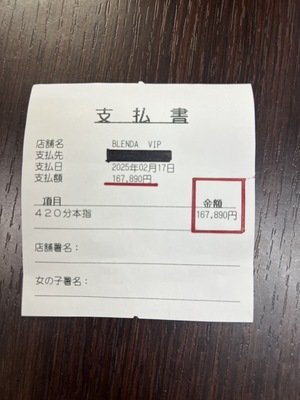 支払書
店舗名 BLENDA VIP
支払先
支払日 2025年02月17日
支払額 167,890円
項目 金額
420分本指 167,890円
店舗署名：
女の子署名：